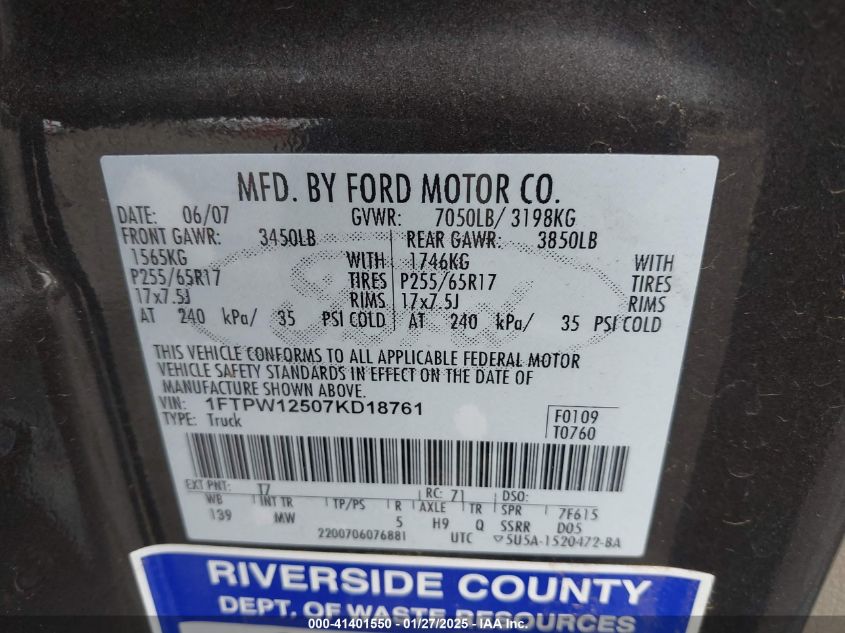 MFD. BY FORD MOTOR CO.
DATE: 06/07 GVWR: 7050LB/ 3198KG
FRONT GAWR: 3450LB REAR GAWR: 3850LB
1565KG WITH 1746KG WITH
P255/65R17 TIRES P255/65R17 TIRES
17x7.5J RIMS 17x7.5J RIMS
AT 240 kPa/ 35 PSI COLD AT 240 kPa/ 35 PSI COLD
THIS VEHICLE CONFORMS TO ALL APPLICABLE FEDERAL MOTOR
VEHICLE SAFETY STANDARDS IN EFFECT ON THE DATE OF
MANUFACTURE SHOWN ABOVE.
VIN: 1FTPW12507KD18761 F0109
TYPE: Truck T0760
EXT PNT: T7 RC: 71 DSO:
WB INT TR TP/PS R AXLE TR SPR 7F615
139 MW 5 H9 Q SSRR D05
2200706076881 UTC ▽5U5A-1520472-BA
RIVERSIDE COUNTY
DEPT. OF WASTE RESOURCES
000-41401550 - 01/27/2025 - IAA Inc.